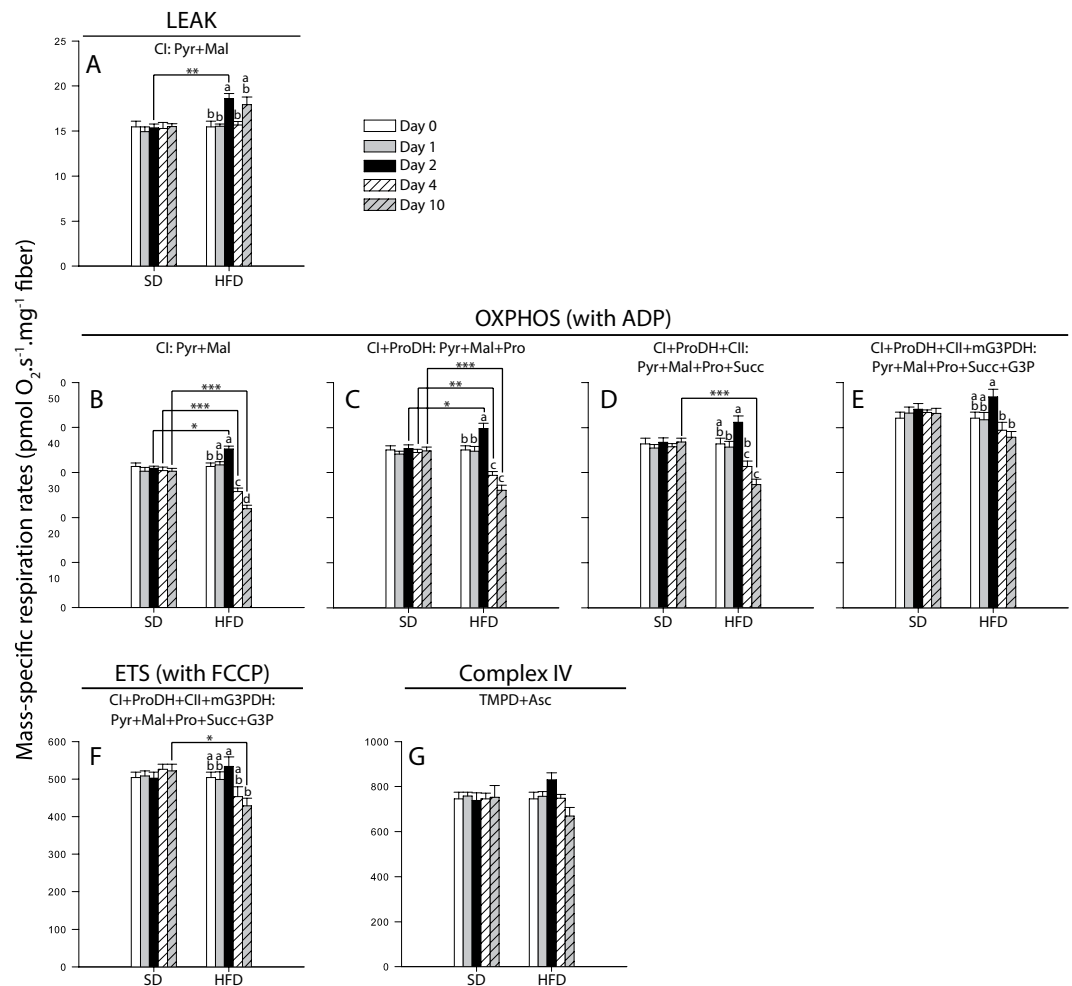 LEAK
CI: Pyr+Mal
A
25
20
15
10
5
0
**
a
a
b b b b
SD HFD
Day 0
Day 1
Day 2
Day 4
Day 10
Mass-specific respiration rates (pmol O₂.s⁻¹.mg⁻¹ fiber)
OXPHOS (with ADP)
CI: Pyr+Mal
B
0
50
0
40
0
30
0
20
0
10
0
***
***
*
b b a c d
SD HFD
CI+ProDH: Pyr+Mal+Pro
C
***
**
*
b b a c c
SD HFD
CI+ProDH+CII:
Pyr+Mal+Pro+Succ
D
***
a a b
b b c c
SD HFD
CI+ProDH+CII+mG3PDH:
Pyr+Mal+Pro+Succ+G3P
E
a a a
b b b b
SD HFD
ETS (with FCCP)
CI+ProDH+CII+mG3PDH:
Pyr+Mal+Pro+Succ+G3P
F
600
500
400
300
200
100
0
*
a a a a
b b b b
SD HFD
Complex IV
TMPD+Asc
G
1000
800
600
400
200
0
SD HFD